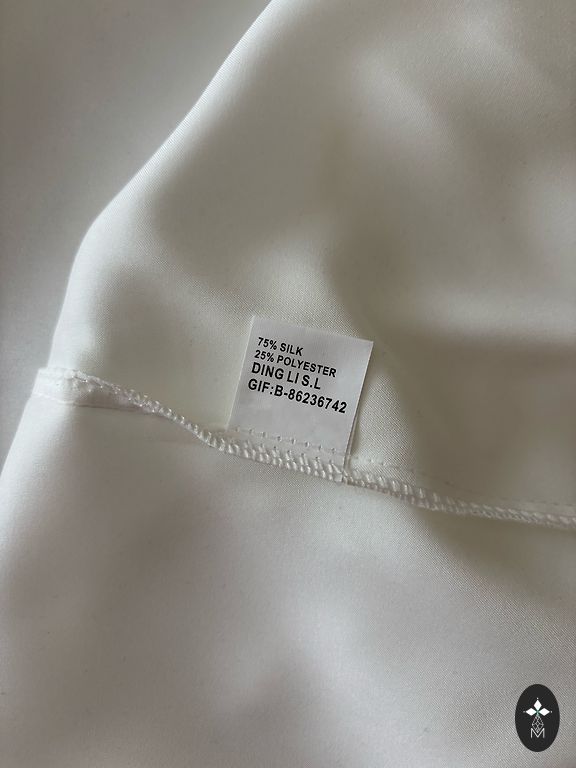 75% SILK
25% POLYESTER
DING LI S.L
GIF:B-86236742
M